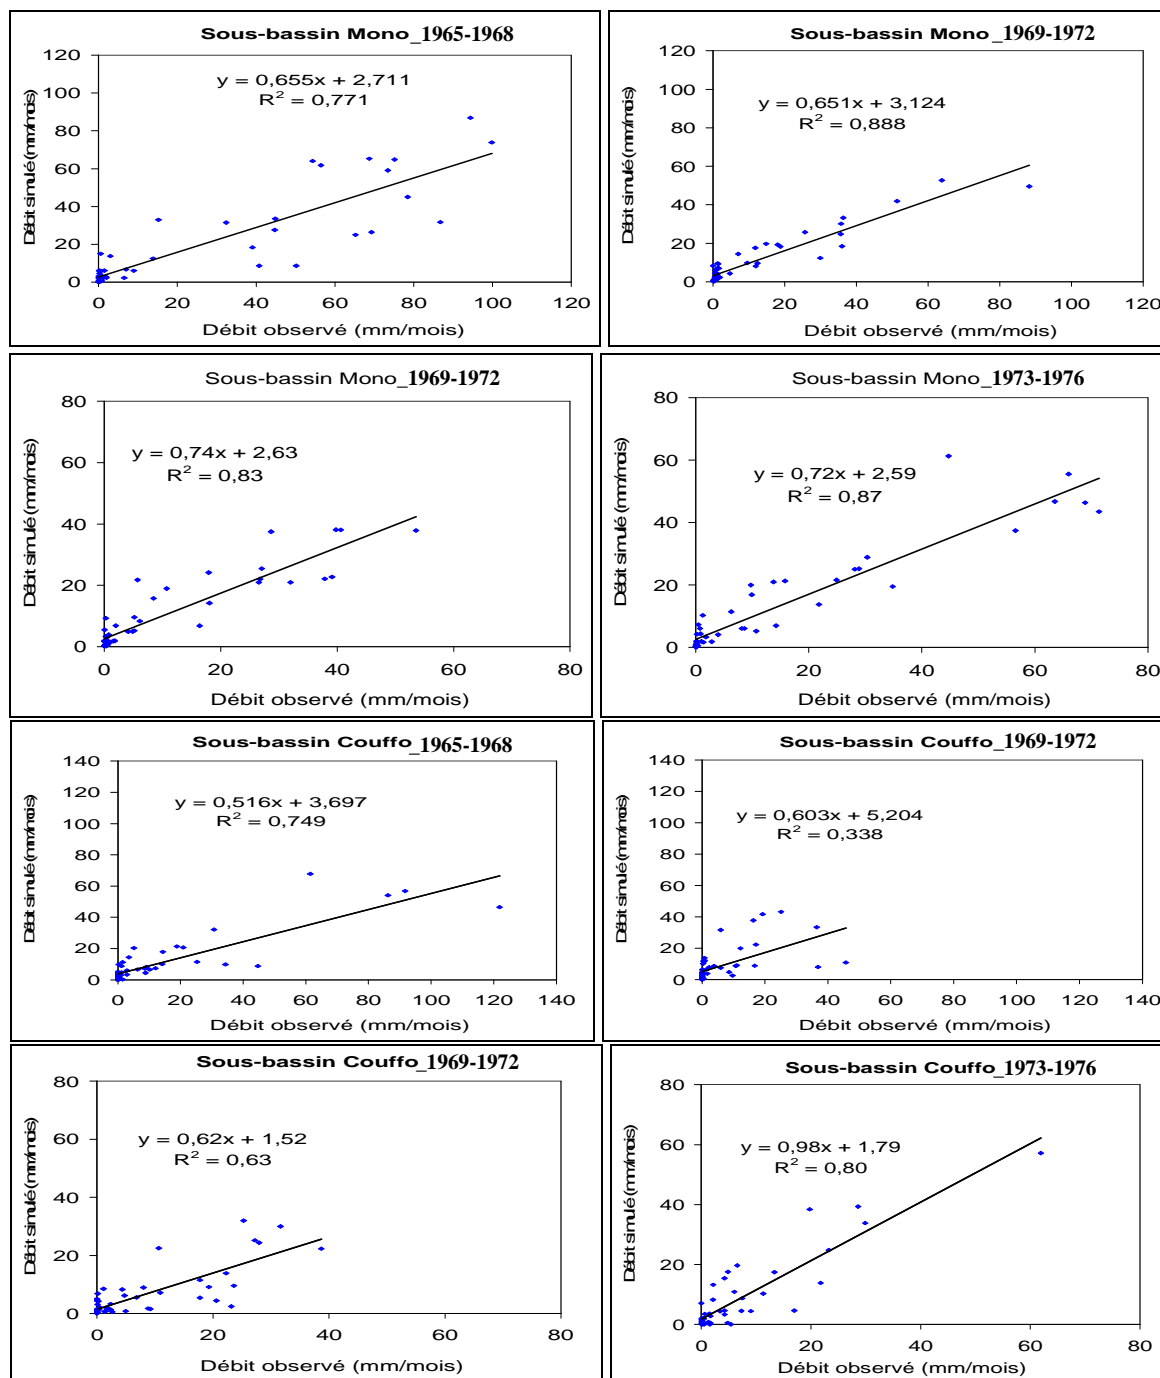 Sous-bassin Mono_1965-1968
y = 0,655x + 2,711
R² = 0,771
Débit simulé (mm/mois)
120
100
80
60
40
20
0
0 20 40 60 80 100 120
Débit observé (mm/mois)
Sous-bassin Mono_1969-1972
y = 0,651x + 3,124
R² = 0,888
Débit simulé (mm/mois)
120
100
80
60
40
20
0
0 20 40 60 80 100 120
Débit observé (mm/mois)
Sous-bassin Mono_1969-1972
y = 0,74x + 2,63
R² = 0,83
Débit simulé (mm/mois)
80
60
40
20
0
0 20 40 60 80
Débit observé (mm/mois)
Sous-bassin Mono_1973-1976
y = 0,72x + 2,59
R² = 0,87
Débit simulé (mm/mois)
80
60
40
20
0
0 20 40 60 80
Débit observé (mm/mois)
Sous-bassin Couffo_1965-1968
y = 0,516x + 3,697
R² = 0,749
Débit simulé (mm/mois)
140
120
100
80
60
40
20
0
0 20 40 60 80 100 120 140
Débit observé (mm/mois)
Sous-bassin Couffo_1969-1972
y = 0,603x + 5,204
R² = 0,338
Débit simulé (mm/mois)
140
120
100
80
60
40
20
0
0 20 40 60 80 100 120 140
Débit observé (mm/mois)
Sous-bassin Couffo_1969-1972
y = 0,62x + 1,52
R² = 0,63
Débit simulé (mm/mois)
80
60
40
20
0
0 20 40 60 80
Débit observé (mm/mois)
Sous-bassin Couffo_1973-1976
y = 0,98x + 1,79
R² = 0,80
Débit simulé (mm/mois)
80
60
40
20
0
0 20 40 60 80
Débit observé (mm/mois)